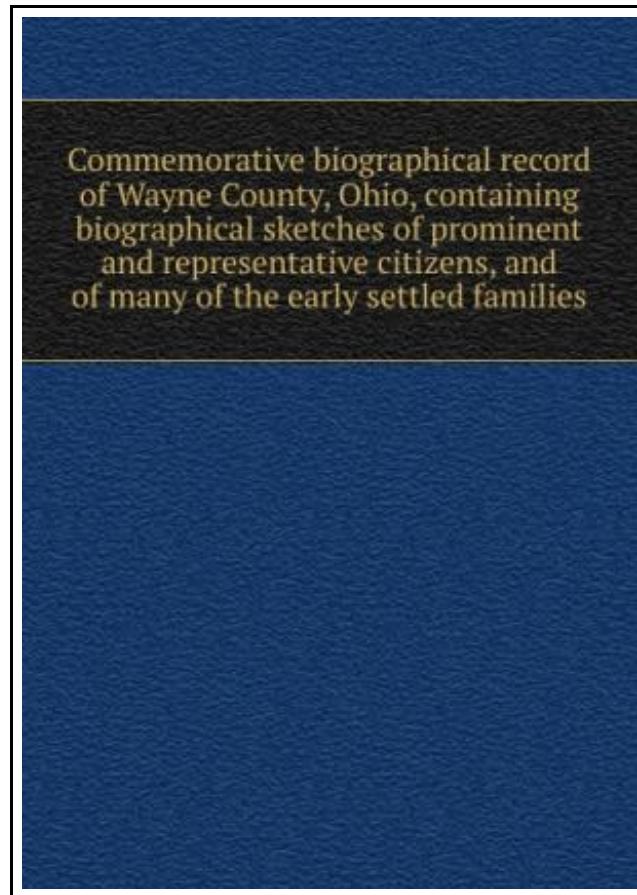 Commemorative biographical record
of Wayne County, Ohio, containing
biographical sketches of prominent
and representative citizens, and
of many of the early settled families